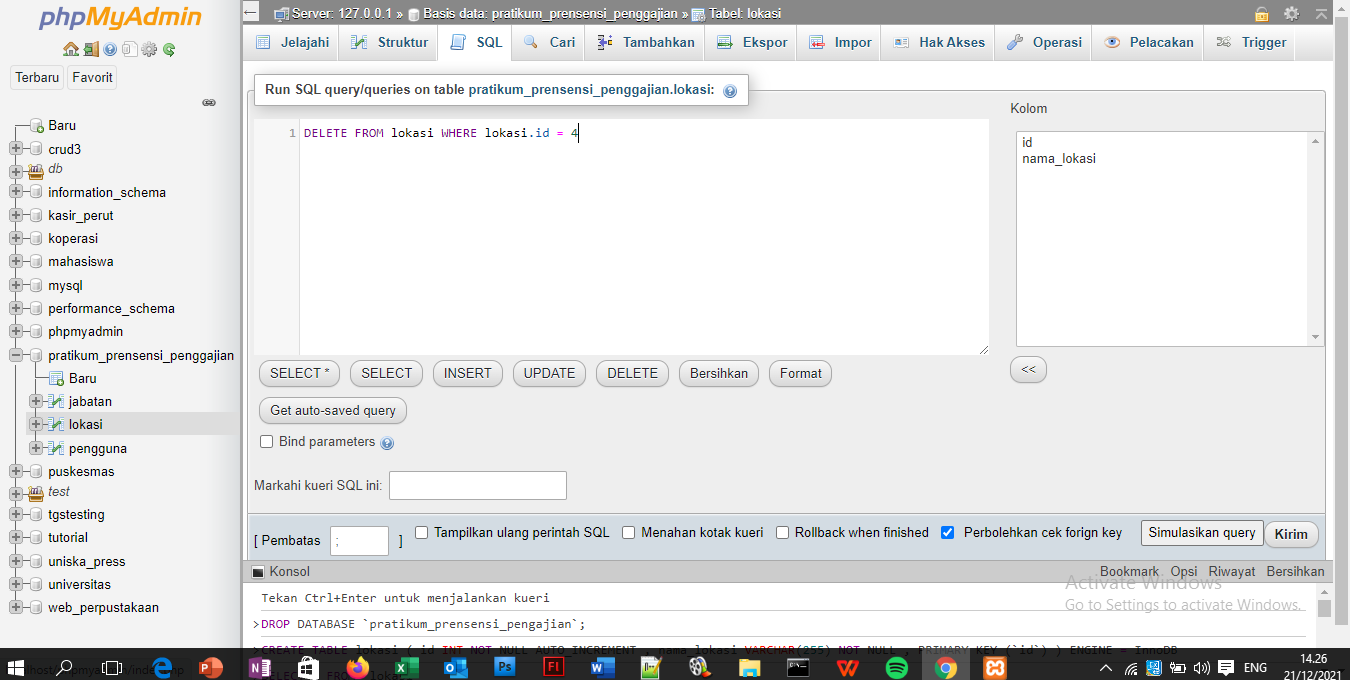 phpMyAdmin
Terbaru Favorit
Baru
crud3
db
information_schema
kasir_perut
koperasi
mahasiswa
mysql
performance_schema
phpmyadmin
pratikum_prensensi_penggajian
Baru
jabatan
lokasi
pengguna
puskesmas
test
tgstesting
tutorial
uniska_press
universitas
web_perpustakaan
Server: 127.0.0.1 » Basis data: pratikum_prensensi_penggajian » Tabel: lokasi
Jelajahi Struktur SQL Cari Tambahkan Ekspor Impor Hak Akses Operasi Pelacakan Trigger
Run SQL query/queries on table pratikum_prensensi_penggajian.lokasi:
1 DELETE FROM lokasi WHERE lokasi.id = 4
Kolom
id
nama_lokasi
<<
SELECT * SELECT INSERT UPDATE DELETE Bersihkan Format
Get auto-saved query
Bind parameters
Markahi kueri SQL ini:
[ Pembatas ; ] Tampilkan ulang perintah SQL Menahan kotak kueri Rollback when finished Perbolehkan cek forign key Simulasikan query Kirim
Konsol Bookmark Opsi Riwayat Bersihkan
Tekan Ctrl+Enter untuk menjalankan kueri
>DROP DATABASE `pratikum_prensensi_pengajian`;
>CREATE TABLE lokasi ( id INT NOT NULL AUTO_INCREMENT , nama_lokasi VARCHAR(255) NOT NULL , PRIMARY KEY (`id`) ) ENGINE = InnoDB
Activate Windows
Go to Settings to activate Windows.
ENG
14.26
21/12/2021